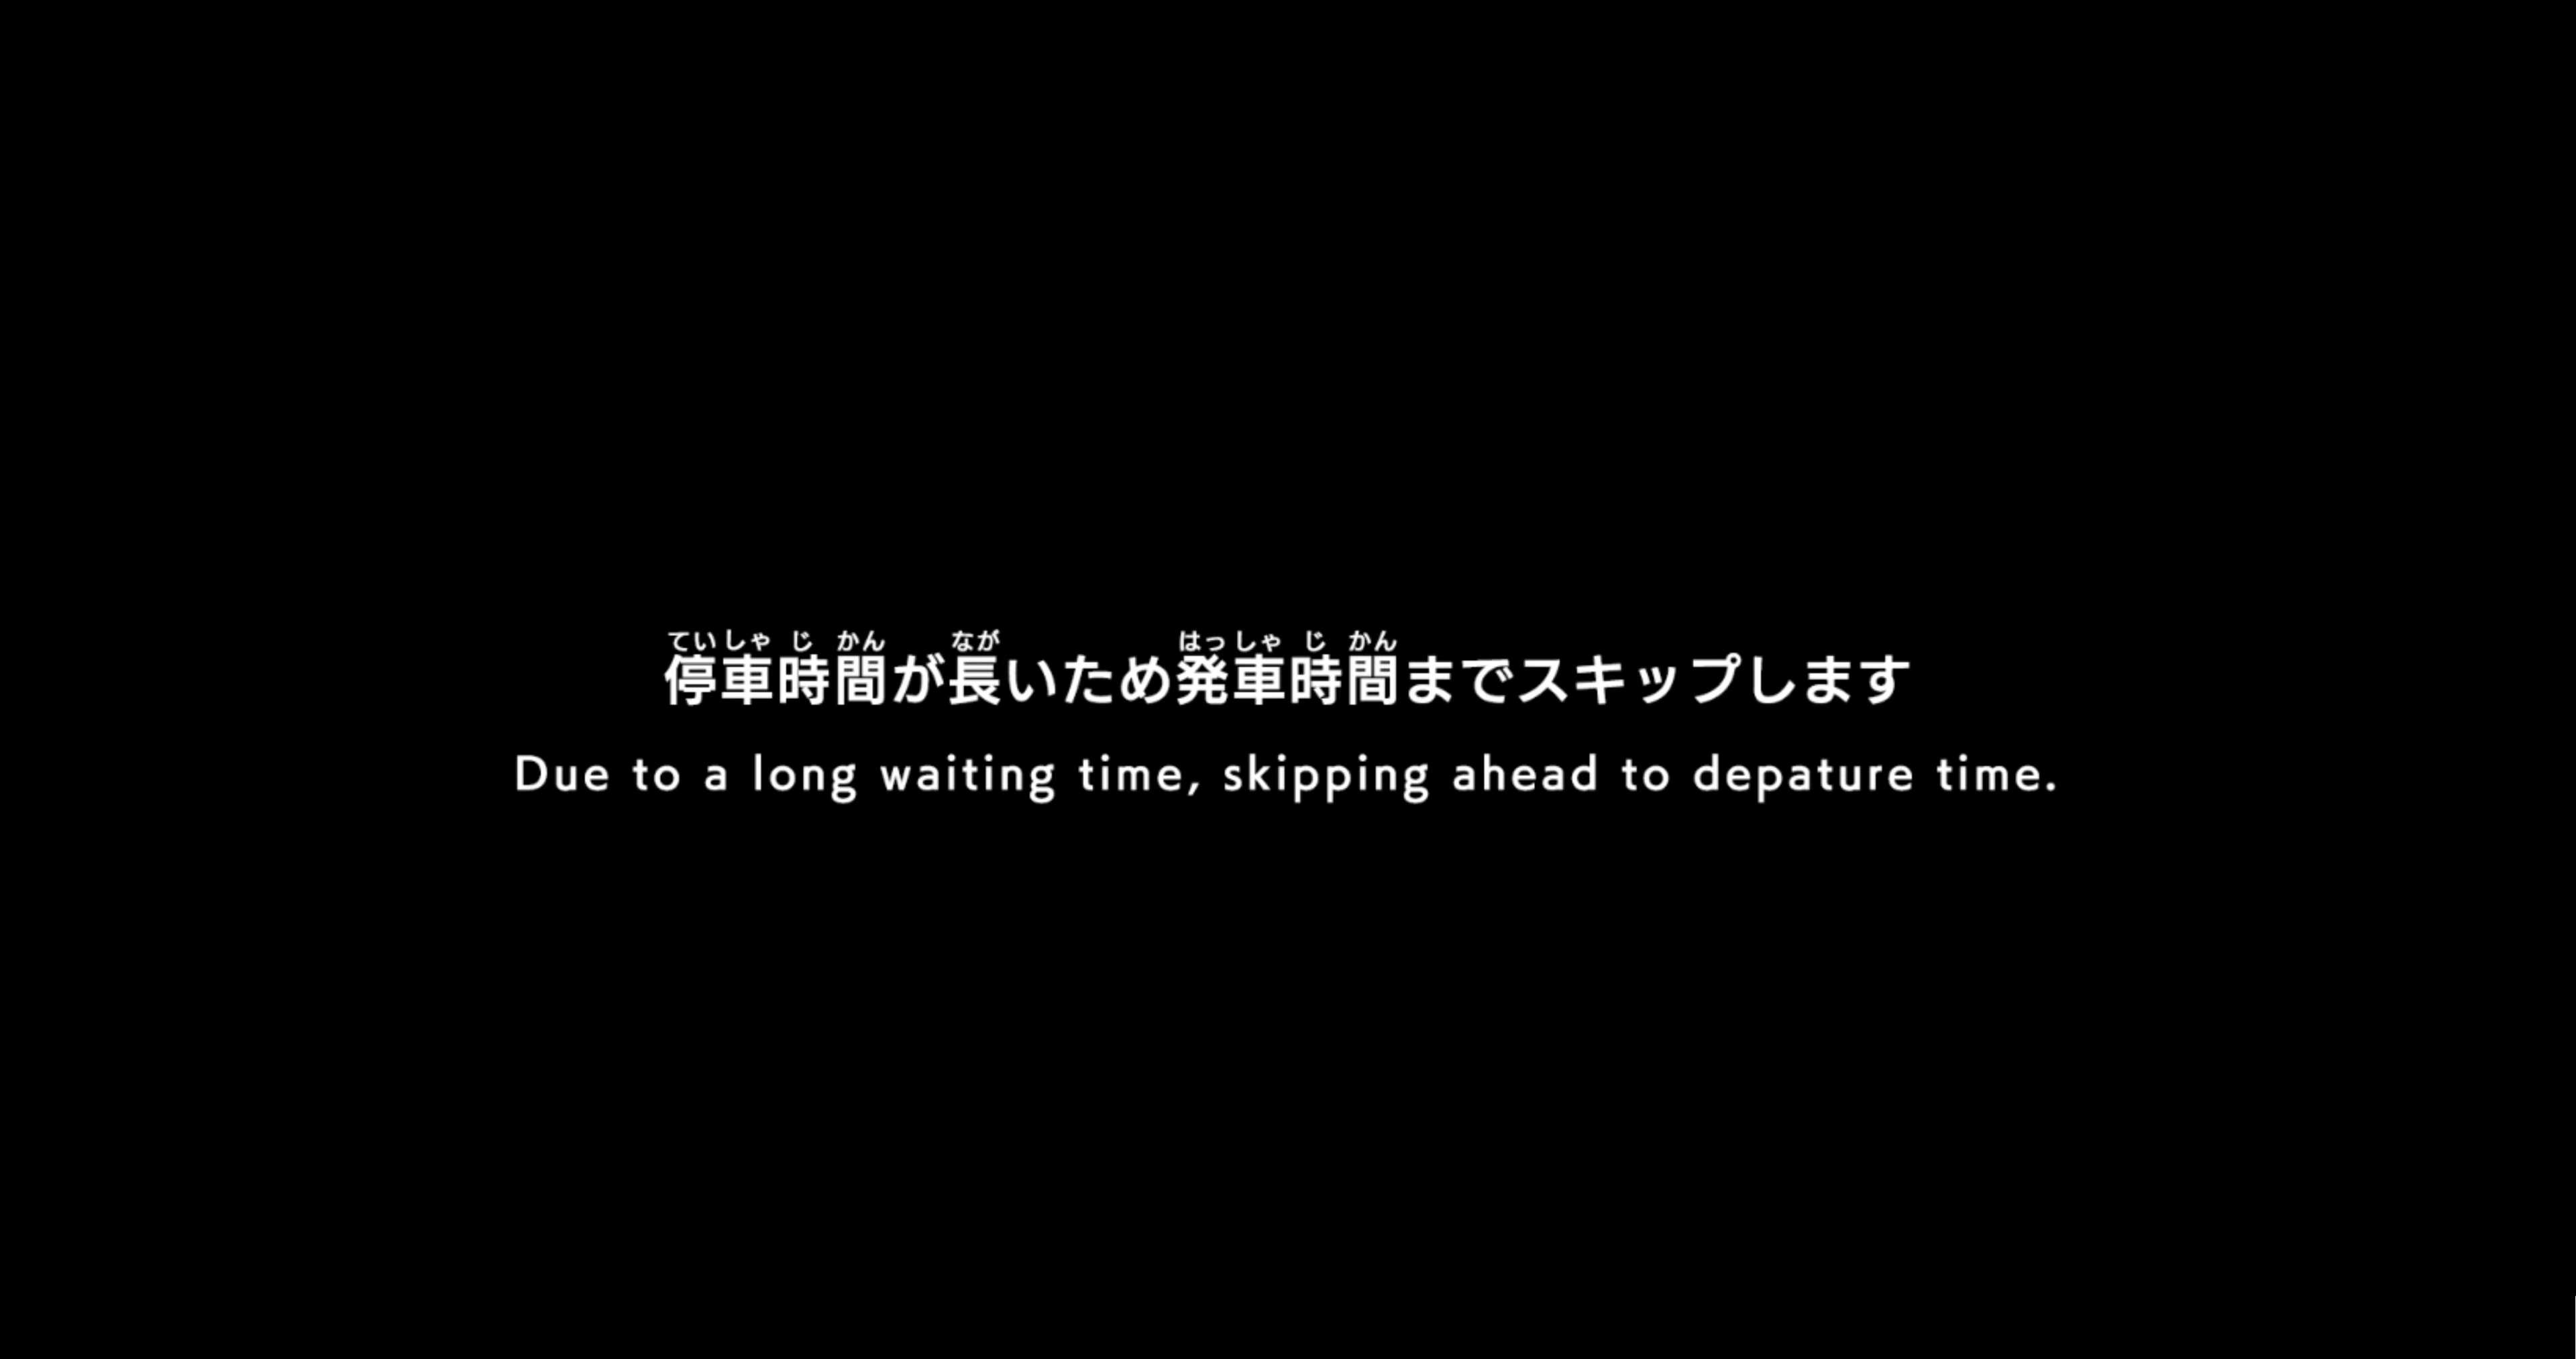 てい しゃ じ かん なが はっ しゃ じ かん
停車時間が長いため発車時間までスキップします
Due to a long waiting time, skipping ahead to depature time.